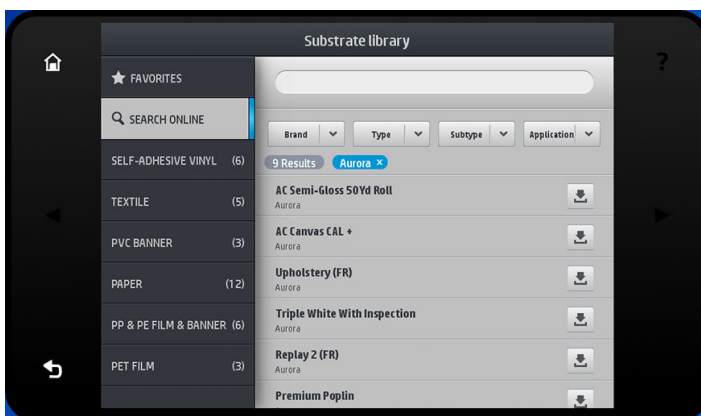 Substrate library
?
FAVORITES
SEARCH ONLINE
SELF-ADHESIVE VINYL (6)
TEXTILE (5)
PVC BANNER (3)
PAPER (12)
PP & PE FILM & BANNER (6)
PET FILM (3)
Brand Type Subtype Application
9 Results Aurora ×
AC Semi-Gloss 50Yd Roll
Aurora
AC Canvas CAL +
Aurora
Upholstery (FR)
Aurora
Triple White With Inspection
Aurora
Replay 2 (FR)
Aurora
Premium Poplin